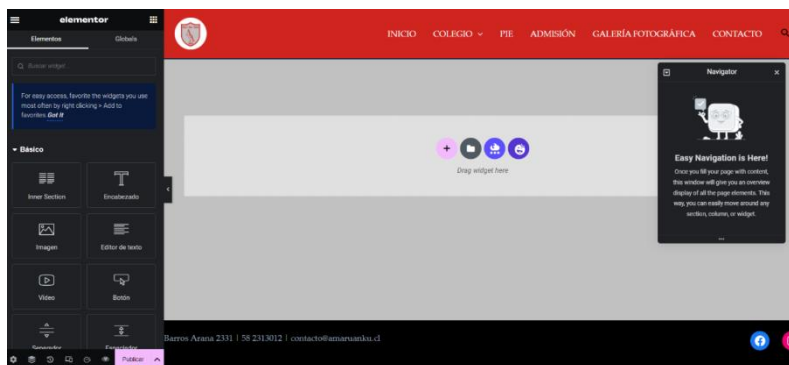 elementor
Elementos
Globals
Buscar widget...
For easy access, favorite the widgets you use
most often by right clicking > Add to
favorites. Got It
Básico
Inner Section
Encabezado
Imagen
Editor de texto
Video
Botón
Separador
Espaciador
Publicar
INICIO COLEGIO PIE ADMISIÓN GALERÍA FOTOGRÁFICA CONTACTO
Drag widget here
Navigator
Easy Navigation is Here!
Once you fill your page with content,
this window will give you an overview
display of all the page elements. This
way, you can easily move around any
section, column, or widget.
Barros Arana 2331 | 58 2313012 | contacto@amaruanku.cl